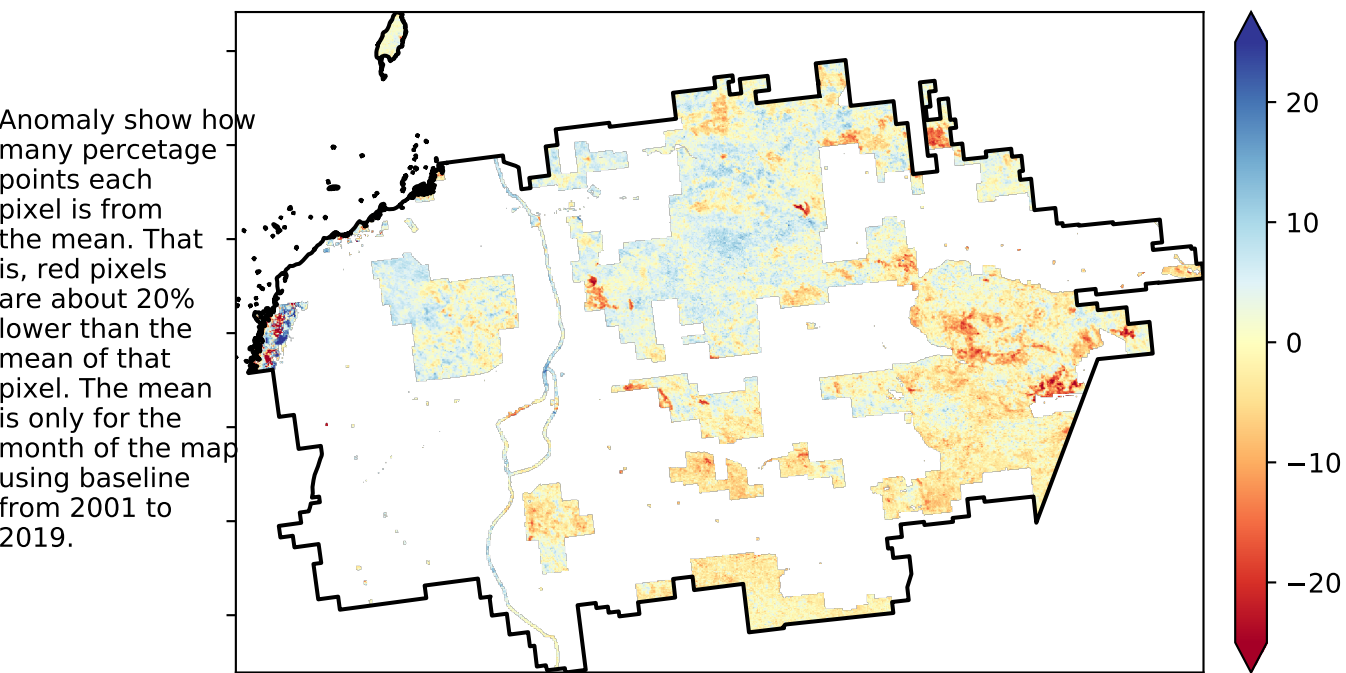 Anomaly show how
many percetage
points each
pixel is from
the mean. That
is, red pixels
are about 20%
lower than the
mean of that
pixel. The mean
is only for the
month of the map
using baseline
from 2001 to
2019.
20
10
0
−10
−20